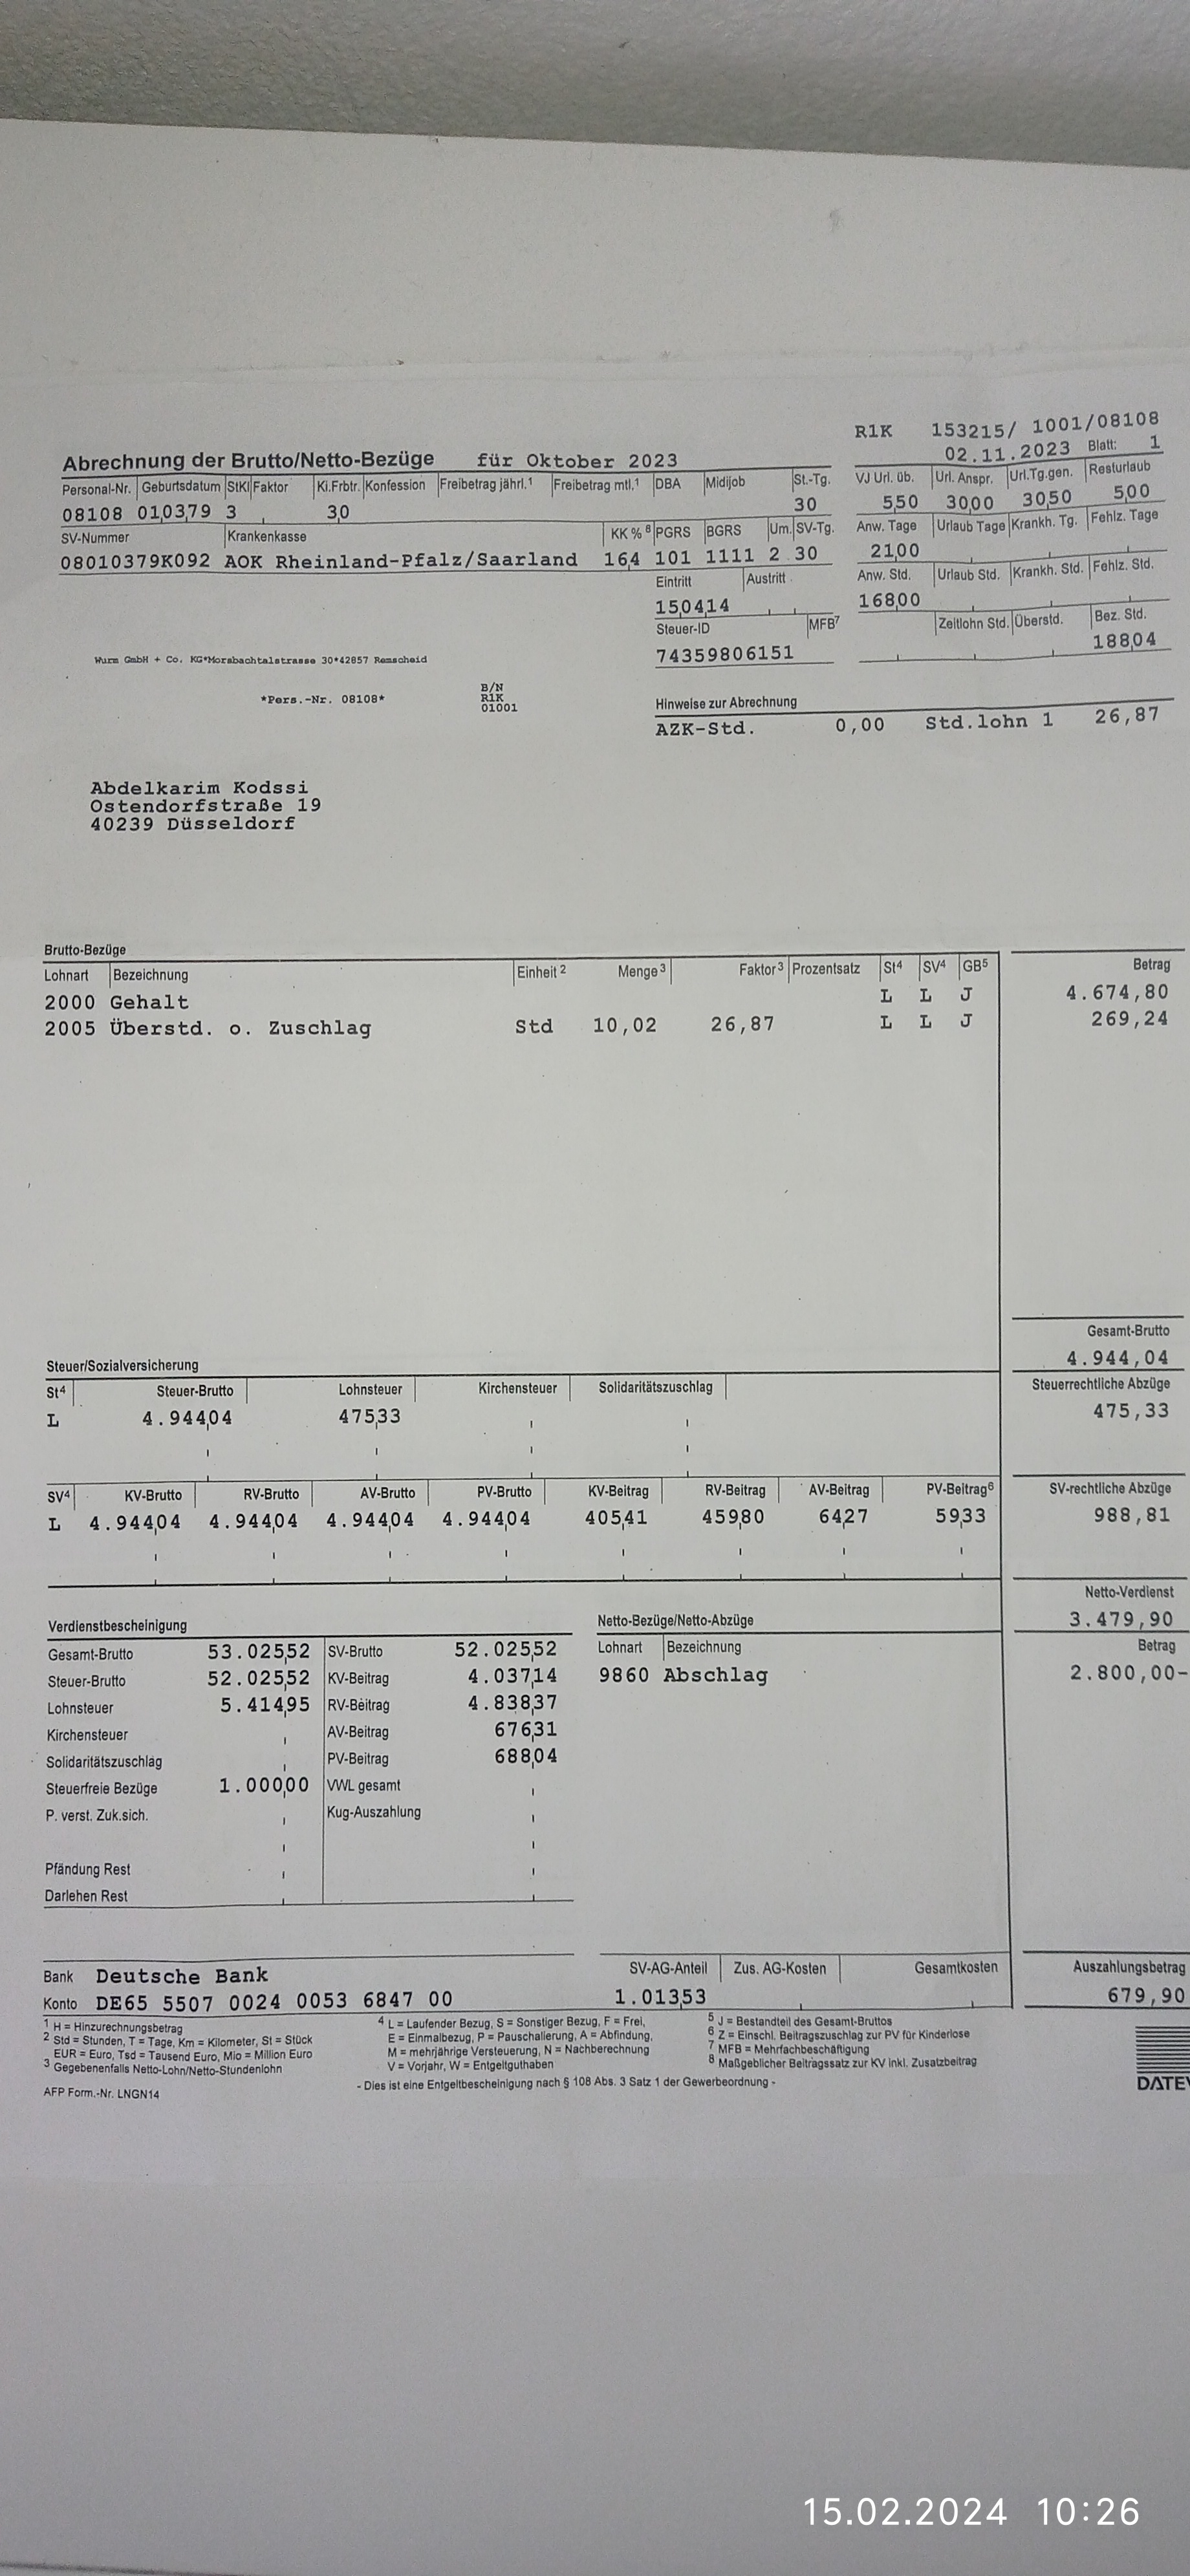 R1K 153215/ 1001/08108
Abrechnung der Brutto/Netto-Bezüge für Oktober 2023 02.11.2023 Blatt: 1
Personal-Nr. Geburtsdatum StKl Faktor Ki.Frbtr. Konfession Freibetrag jährl.¹ Freibetrag mtl.¹ DBA Midijob St.-Tg. VJ Url. üb. Url. Anspr. Url.Tg.gen. Resturlaub
08108 01,03,79 3 , 3,0 30 5,50 30,00 30,50 5,00
SV-Nummer Krankenkasse KK % ⁸ PGRS BGRS Um. SV-Tg. Anw. Tage Urlaub Tage Krankh. Tg. Fehlz. Tage
08010379K092 AOK Rheinland-Pfalz/Saarland 16,4 101 1111 2 30 21,00
Eintritt Austritt Anw. Std. Urlaub Std. Krankh. Std. Fehlz. Std.
15,04,14 168,00
Steuer-ID MFB⁷ Zeitlohn Std. Überstd. Bez. Std.
74359806151 188,04
Wurm GmbH + Co. KG*Morsbachtalstrasse 30*42857 Remscheid
B/N
*Pers.-Nr. 08108* R1K
01001
Hinweise zur Abrechnung
AZK-Std. 0,00 Std.lohn 1 26,87
Abdelkarim Kodssi
Ostendorfstraße 19
40239 Düsseldorf
Brutto-Bezüge
Lohnart Bezeichnung Einheit ² Menge ³ Faktor ³ Prozentsatz St⁴ SV⁴ GB⁵ Betrag
2000 Gehalt L L J 4.674,80
2005 Überstd. o. Zuschlag Std 10,02 26,87 L L J 269,24
Gesamt-Brutto
4.944,04
Steuer/Sozialversicherung
St⁴ Steuer-Brutto Lohnsteuer Kirchensteuer Solidaritätszuschlag Steuerrechtliche Abzüge
L 4.944,04 475,33 475,33
SV⁴ KV-Brutto RV-Brutto AV-Brutto PV-Brutto KV-Beitrag RV-Beitrag AV-Beitrag PV-Beitrag⁶ SV-rechtliche Abzüge
L 4.944,04 4.944,04 4.944,04 4.944,04 405,41 459,80 64,27 59,33 988,81
Netto-Verdienst
3.479,90
Verdienstbescheinigung Netto-Bezüge/Netto-Abzüge
Gesamt-Brutto 53.025,52 SV-Brutto 52.025,52 Lohnart Bezeichnung Betrag
Steuer-Brutto 52.025,52 KV-Beitrag 4.037,14 9860 Abschlag 2.800,00-
Lohnsteuer 5.414,95 RV-Beitrag 4.838,37
Kirchensteuer AV-Beitrag 676,31
Solidaritätszuschlag PV-Beitrag 688,04
Steuerfreie Bezüge 1.000,00 VWL gesamt
P. verst. Zuk.sich. Kug-Auszahlung
Pfändung Rest
Darlehen Rest
Bank Deutsche Bank SV-AG-Anteil Zus. AG-Kosten Gesamtkosten Auszahlungsbetrag
Konto DE65 5507 0024 0053 6847 00 1.013,53 679,90
¹ H = Hinzurechnungsbetrag
² Std = Stunden, T = Tage, Km = Kilometer, St = Stück
EUR = Euro, Tsd = Tausend Euro, Mio = Million Euro
³ Gegebenenfalls Netto-Lohn/Netto-Stundenlohn
⁴ L = Laufender Bezug, S = Sonstiger Bezug, F = Frei,
E = Einmalbezug, P = Pauschalierung, A = Abfindung,
M = mehrjährige Versteuerung, N = Nachberechnung
V = Vorjahr, W = Entgeltguthaben
⁵ J = Bestandteil des Gesamt-Bruttos
⁶ Z = Einschl. Beitragszuschlag zur PV für Kinderlose
⁷ MFB = Mehrfachbeschäftigung
⁸ Maßgeblicher Beitragssatz zur KV inkl. Zusatzbeitrag
- Dies ist eine Entgeltbescheinigung nach § 108 Abs. 3 Satz 1 der Gewerbeordnung -
AFP Form.-Nr. LNGN14
DATEV
15.02.2024 10:26